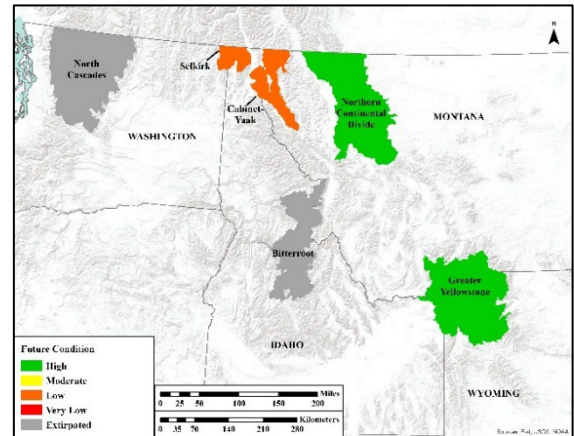 N
North
Cascades
Selkirk
Cabinet-
Yaak
Northern
Continental
Divide
MONTANA
WASHINGTON
Bitterroot
Greater
Yellowstone
IDAHO
WYOMING
Future Condition
High
Moderate
Low
Very Low
Extirpated
Miles
0 25 50 100 150 200
Kilometers
0 35 70 140 210 280